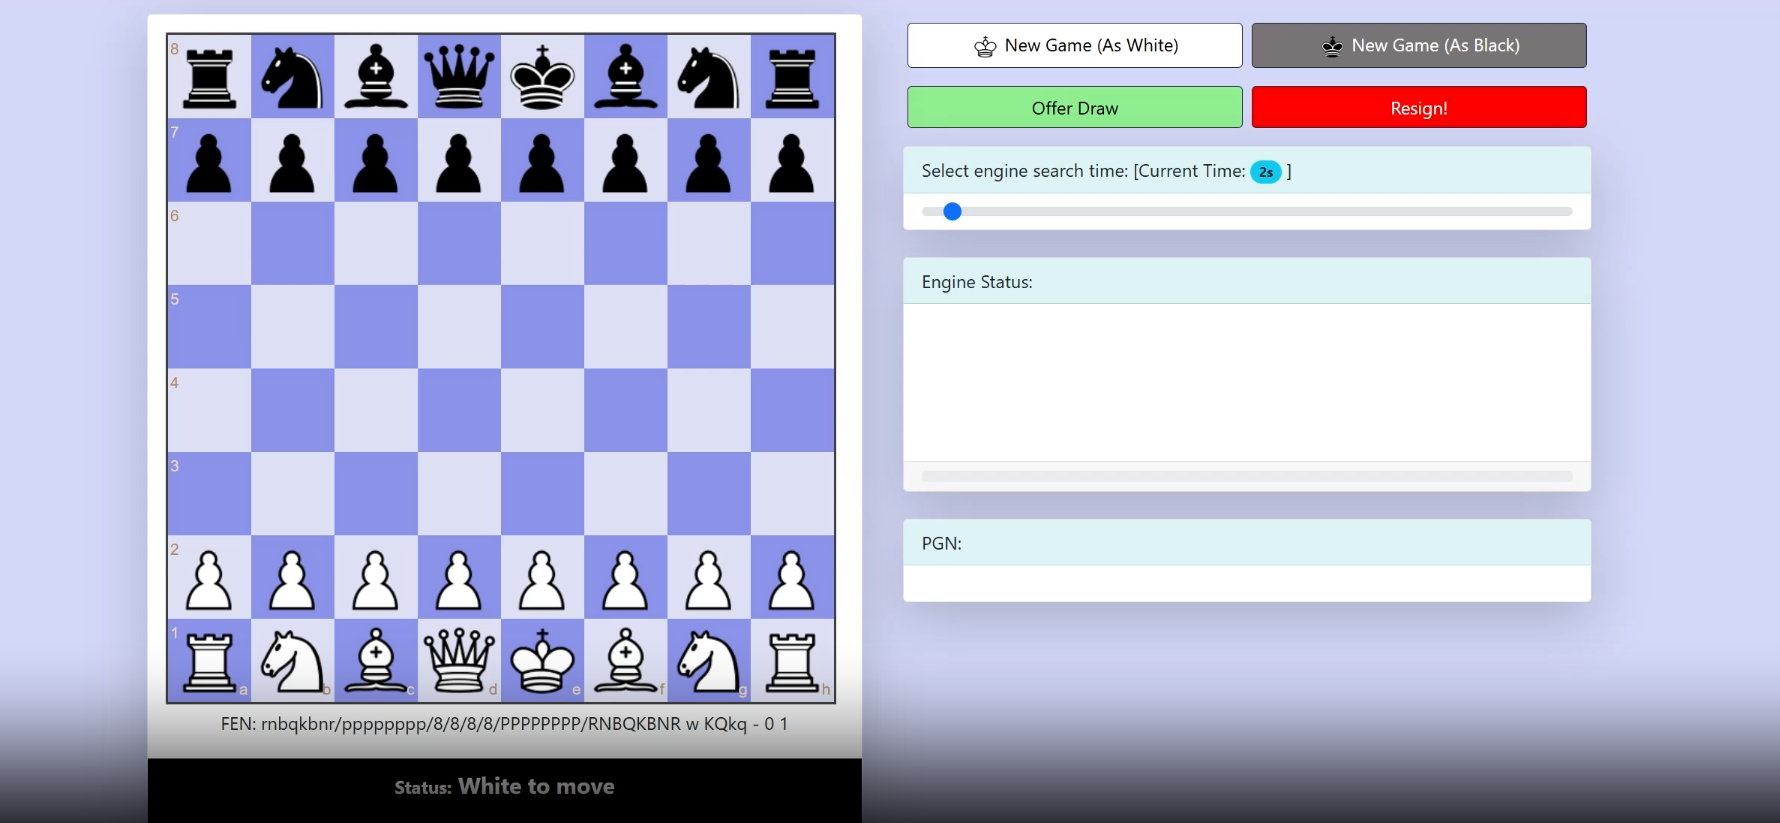 8
7
6
5
4
3
2
1
a b c d e f g h
FEN: rnbqkbnr/pppppppp/8/8/8/8/PPPPPPPP/RNBQKBNR w KQkq - 0 1
Status: White to move
New Game (As White)
New Game (As Black)
Offer Draw
Resign!
Select engine search time: [Current Time: 2s ]
Engine Status:
PGN: